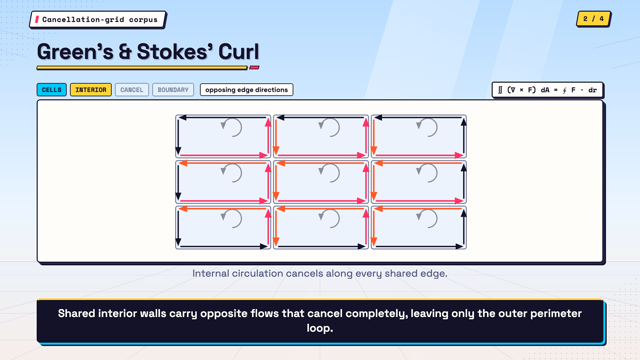 Cancellation-grid corpus
2 / 4
Green's & Stokes' Curl
CELLS
INTERIOR
CANCEL
BOUNDARY
opposing edge directions
∬ (∇ × F) dA = ∮ F · dr
Internal circulation cancels along every shared edge.
Shared interior walls carry opposite flows that cancel completely, leaving only the outer perimeter
loop.